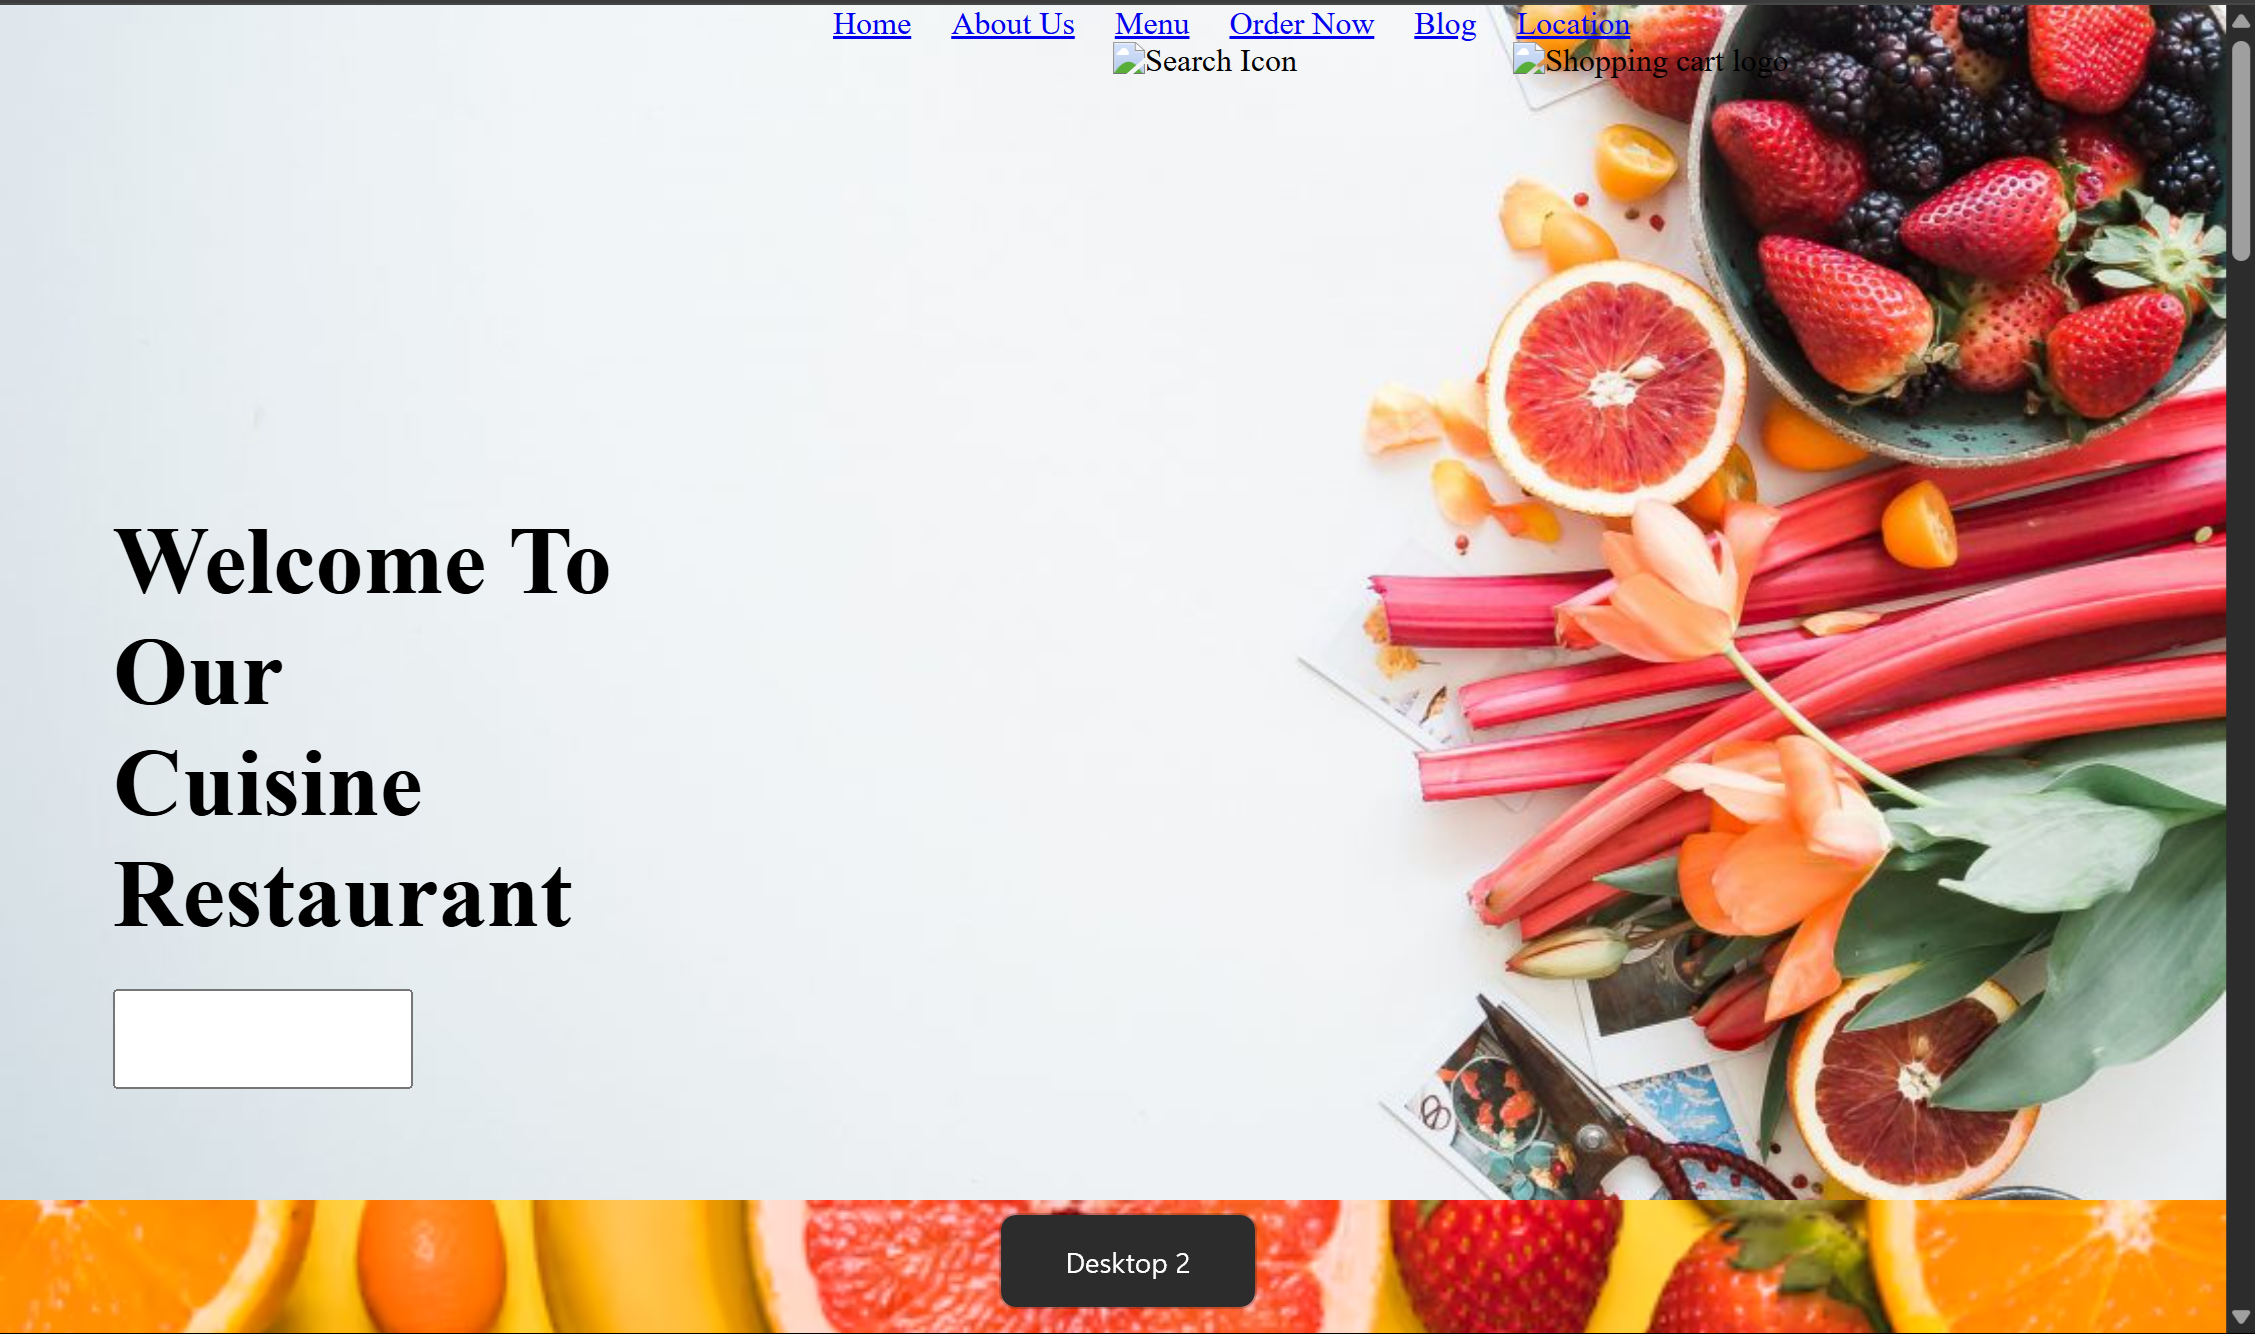 Home About Us Menu Order Now Blog Location
Search Icon Shopping cart logo
Welcome To
Our
Cuisine
Restaurant
Desktop 2